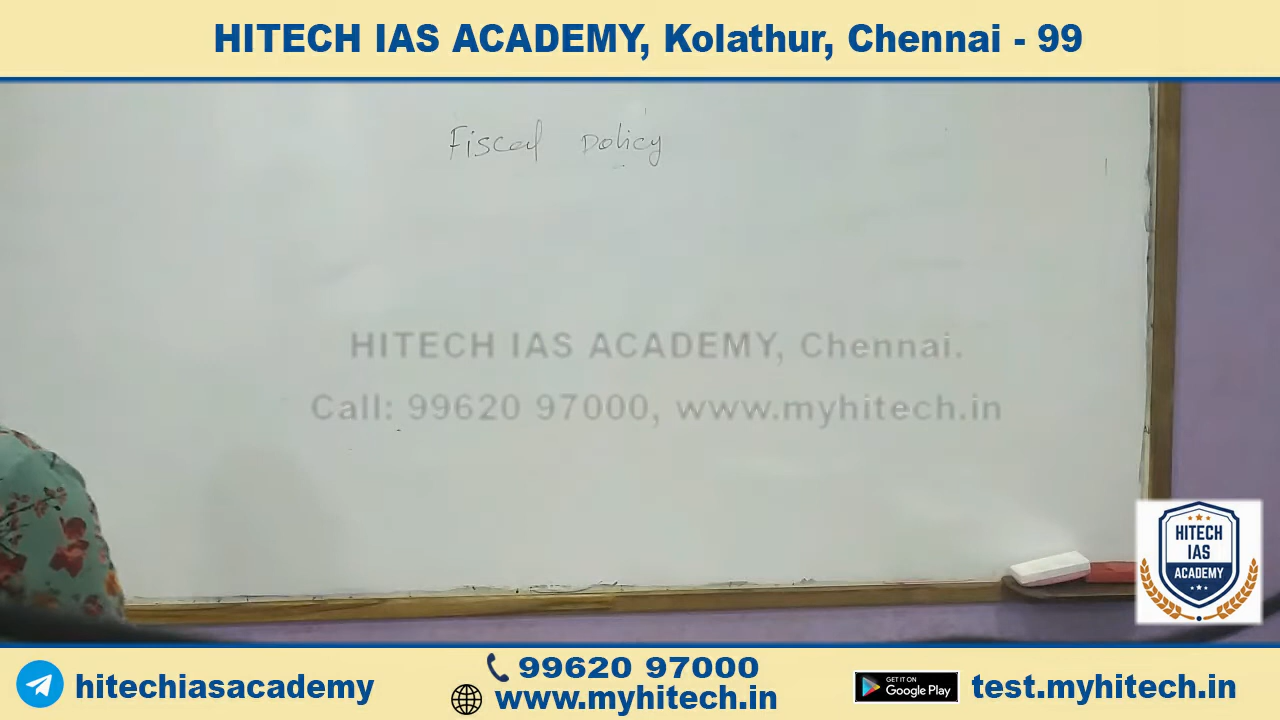 HITECH IAS ACADEMY, Kolathur, Chennai - 99
Fiscal Policy
HITECH IAS ACADEMY, Chennai.
Call: 99620 97000, www.myhitech.in
HITECH
IAS
ACADEMY
hitechiasacademy
99620 97000
www.myhitech.in
GET IT ON
Google Play
test.myhitech.in